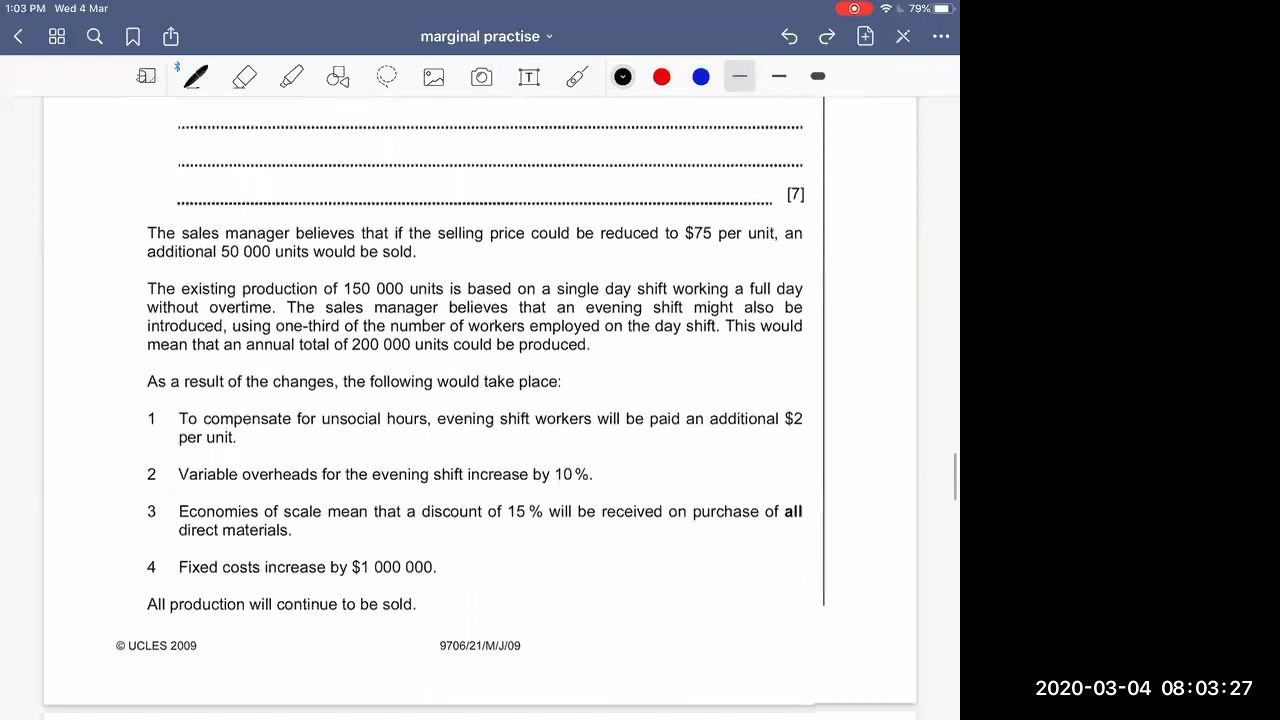 1:03 PM Wed 4 Mar
79%
marginal practise
T
[7]
The sales manager believes that if the selling price could be reduced to $75 per unit, an
additional 50 000 units would be sold.
The existing production of 150 000 units is based on a single day shift working a full day
without overtime. The sales manager believes that an evening shift might also be
introduced, using one-third of the number of workers employed on the day shift. This would
mean that an annual total of 200 000 units could be produced.
As a result of the changes, the following would take place:
1 To compensate for unsocial hours, evening shift workers will be paid an additional $2
per unit.
2 Variable overheads for the evening shift increase by 10%.
3 Economies of scale mean that a discount of 15% will be received on purchase of all
direct materials.
4 Fixed costs increase by $1 000 000.
All production will continue to be sold.
© UCLES 2009 9706/21/M/J/09
2020-03-04 08:03:27